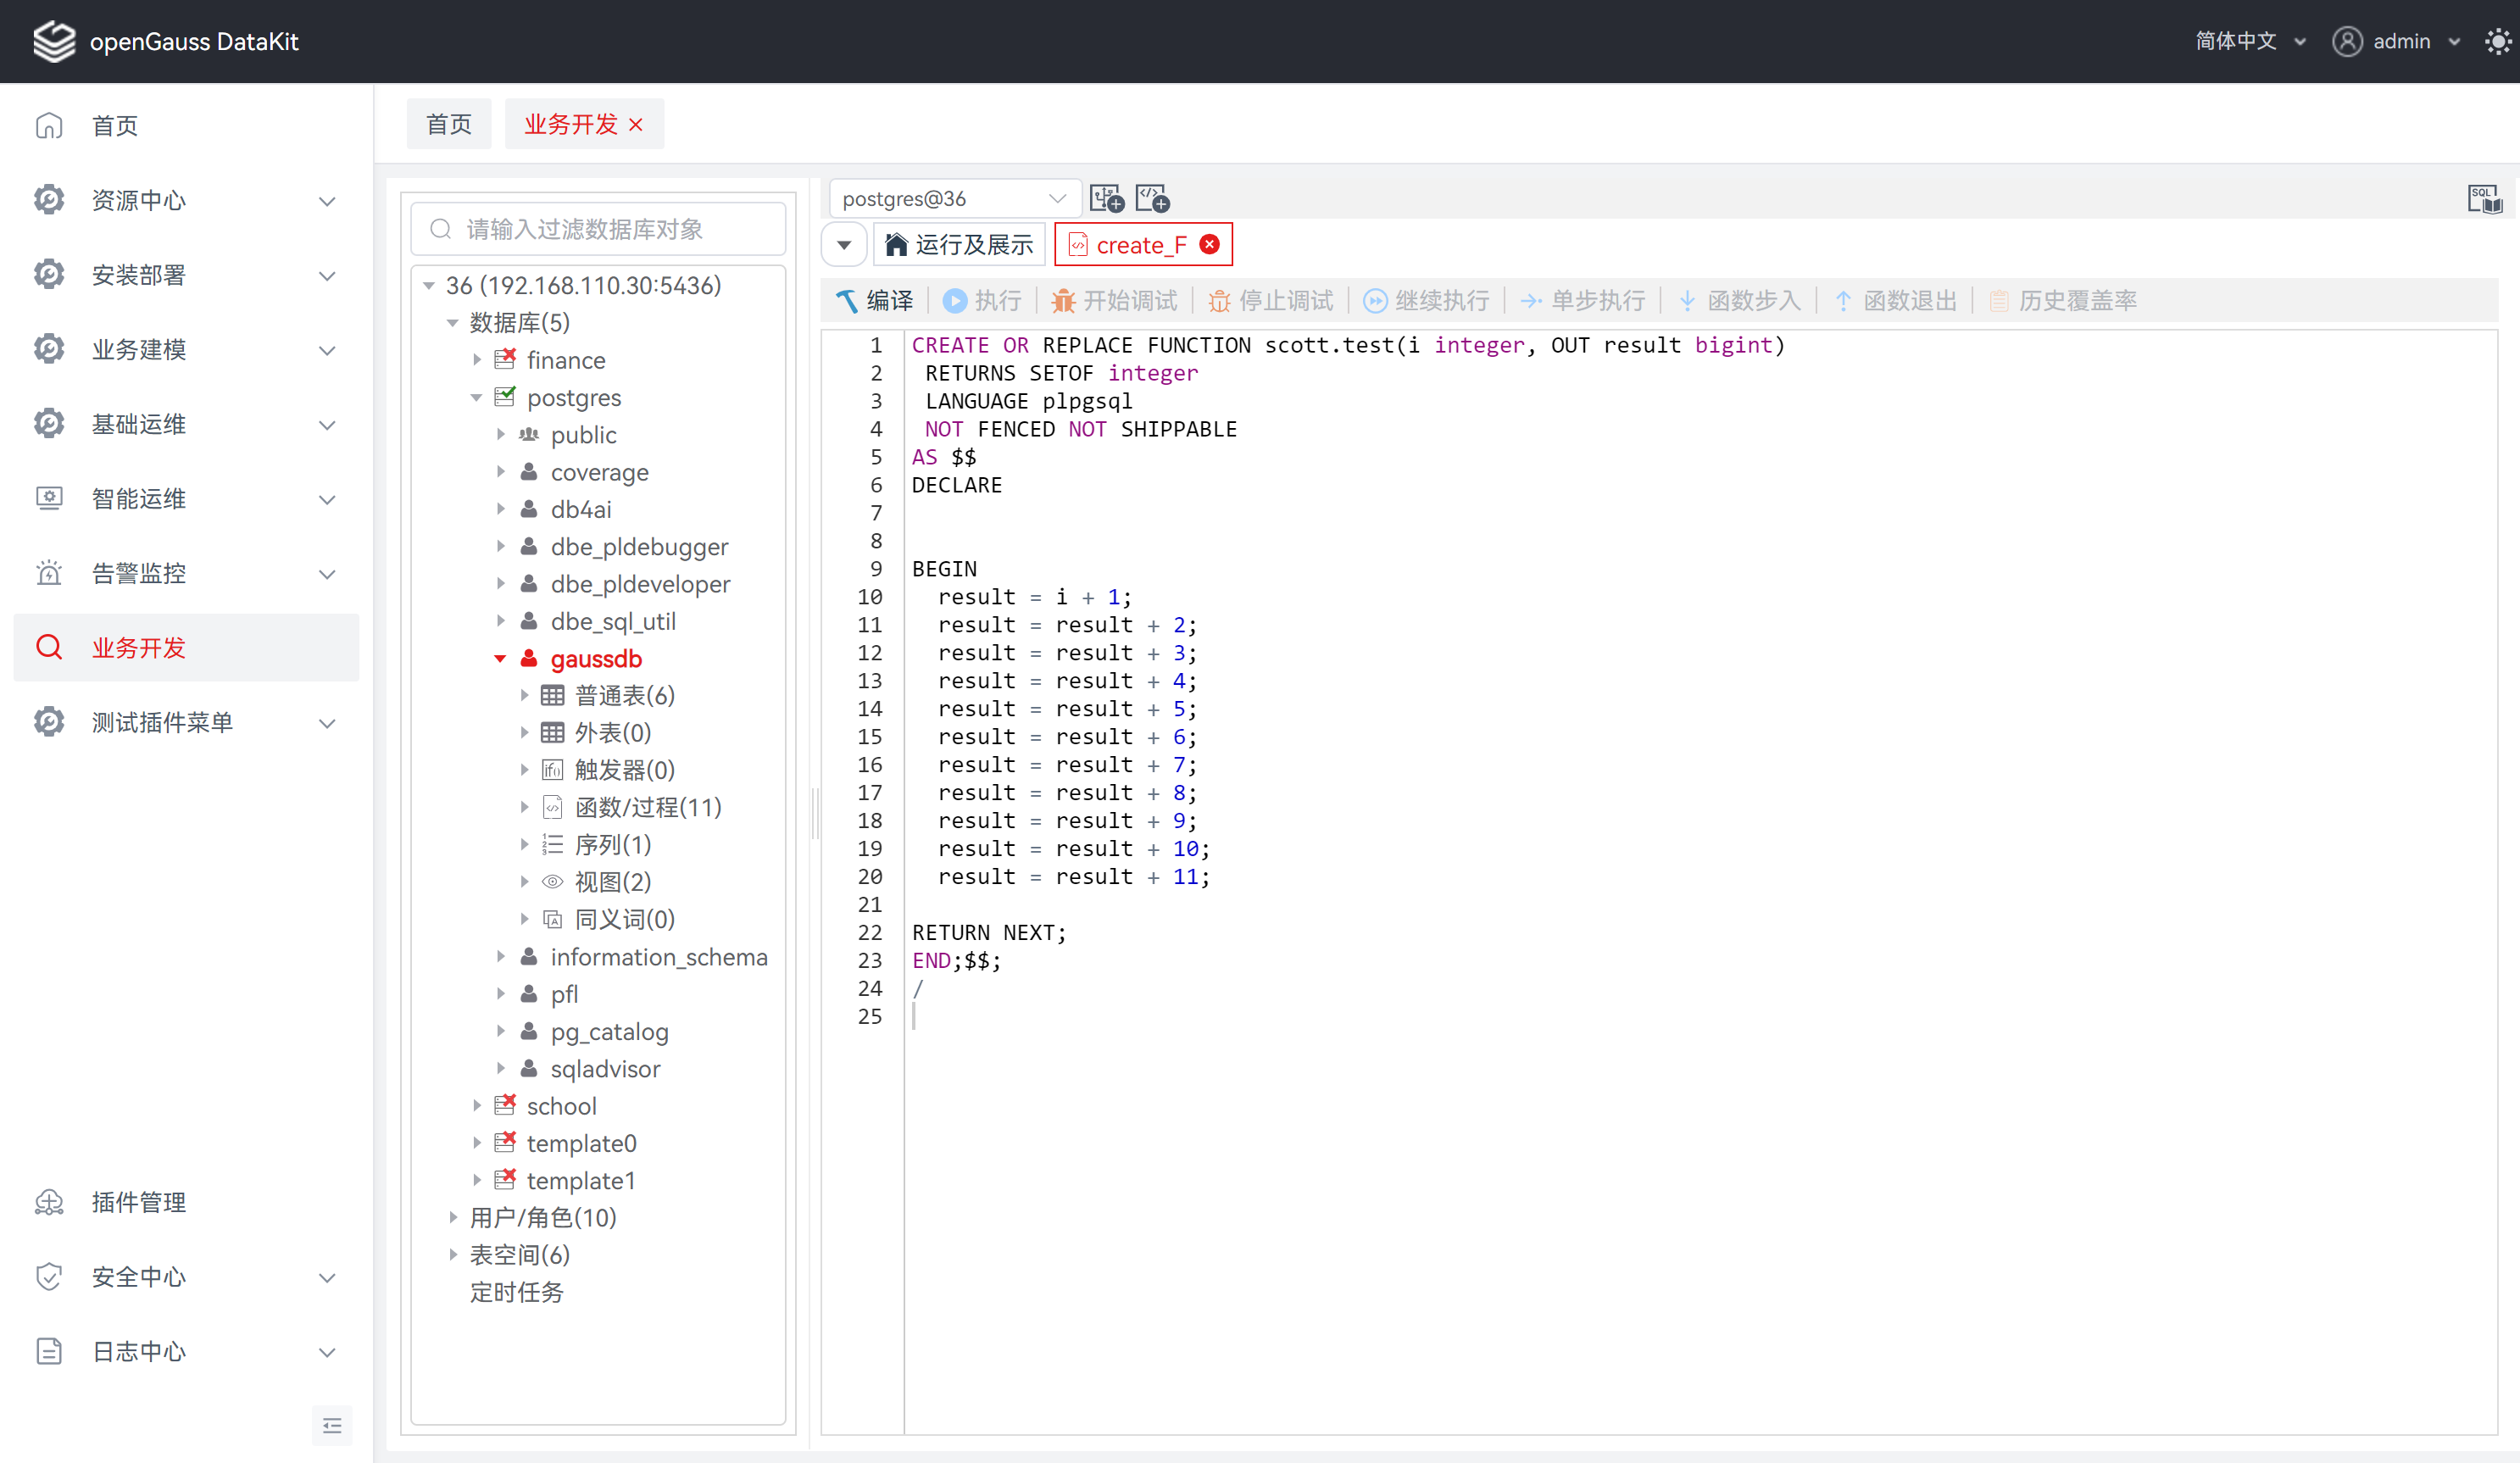 openGauss DataKit
简体中文
admin
首页
资源中心
安装部署
业务建模
基础运维
智能运维
告警监控
业务开发
测试插件菜单
插件管理
安全中心
日志中心
首页
业务开发
请输入过滤数据库对象
36 (192.168.110.30:5436)
数据库(5)
finance
postgres
public
coverage
db4ai
dbe_pldebugger
dbe_pldeveloper
dbe_sql_util
gaussdb
普通表(6)
外表(0)
触发器(0)
函数/过程(11)
序列(1)
视图(2)
同义词(0)
information_schema
pfl
pg_catalog
sqladvisor
school
template0
template1
用户/角色(10)
表空间(6)
定时任务
postgres@36
SQL
运行及展示
create_F
编译 执行 开始调试 停止调试 继续执行 单步执行 函数步入 函数退出 历史覆盖率
1 CREATE OR REPLACE FUNCTION scott.test(i integer, OUT result bigint)
2 RETURNS SETOF integer
3 LANGUAGE plpgsql
4 NOT FENCED NOT SHIPPABLE
5 AS $$
6 DECLARE
7
8
9 BEGIN
10 result = i + 1;
11 result = result + 2;
12 result = result + 3;
13 result = result + 4;
14 result = result + 5;
15 result = result + 6;
16 result = result + 7;
17 result = result + 8;
18 result = result + 9;
19 result = result + 10;
20 result = result + 11;
21
22 RETURN NEXT;
23 END;$$;
24 /
25